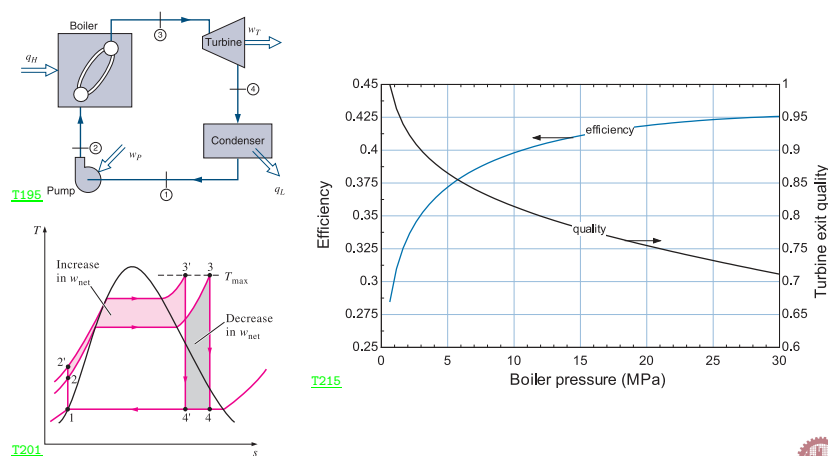 Boiler
3
w_T
Turbine
q_H
4
Condenser
2
w_P
q_L
1
Pump
T195
T
3'
3
T_max
Increase
in w_net
Decrease
in w_net
2'
2
1
4'
4
s
T201
0.45
0.425
0.4
0.375
0.35
0.325
0.3
0.275
0.25
Efficiency
efficiency
quality
1
0.95
0.9
0.85
0.8
0.75
0.7
0.65
0.6
Turbine exit quality
0 5 10 15 20 25 30
Boiler pressure (MPa)
T215